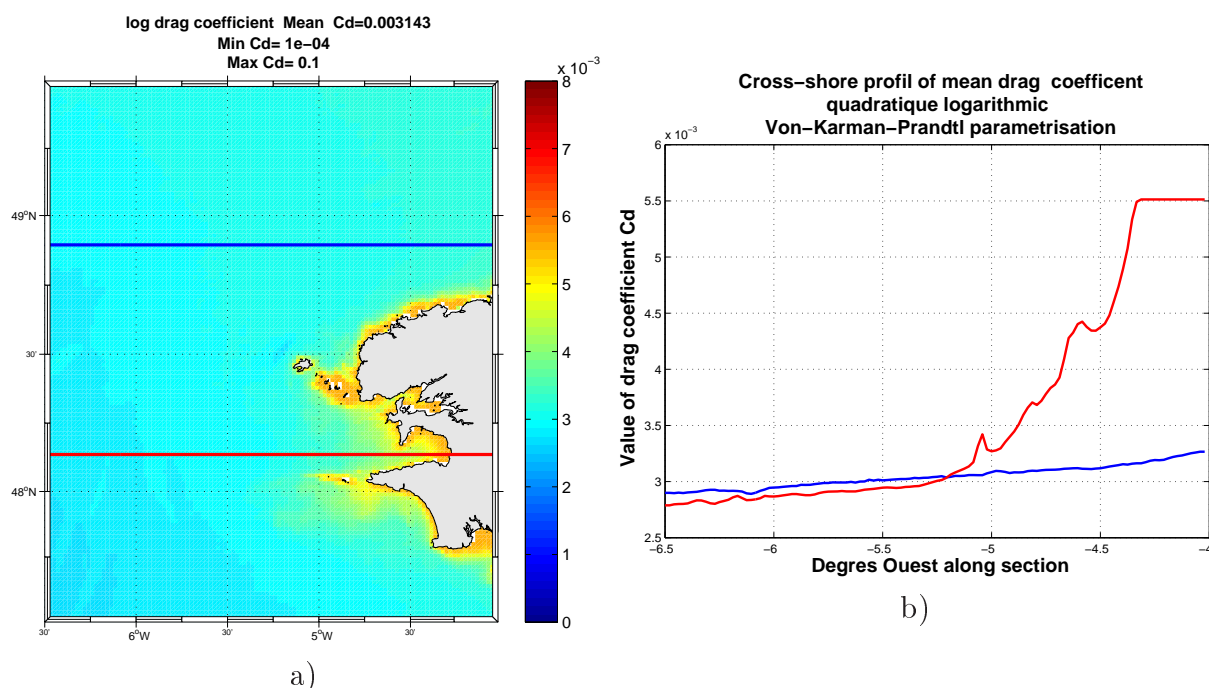 log drag coefficient Mean Cd=0.003143
Min Cd= 1e−04
Max Cd= 0.1
x 10⁻³
8
7
6
5
4
3
2
1
0
49°N
30'
48°N
30'
6°W
30'
5°W
30'
a)
Cross−shore profil of mean drag coefficent
quadratique logarithmic
Von−Karman−Prandtl parametrisation
x 10⁻³
6
5.5
5
4.5
4
3.5
3
2.5
Value of drag coefficient Cd
−6.5
−6
−5.5
−5
−4.5
−4
Degres Ouest along section
b)